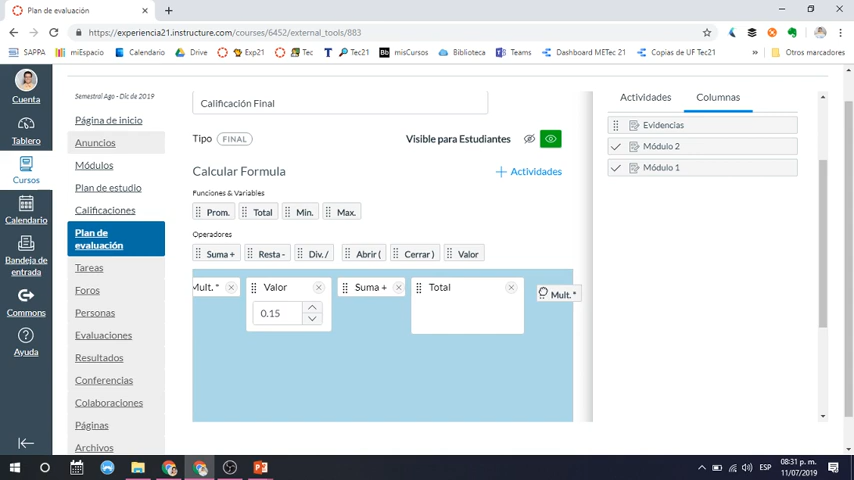 Plan de evaluación
https://experiencia21.instructure.com/courses/6452/external_tools/883
SAPPA
miEspacio
Calendario
Drive
Exp21
Tec
Tec21
misCursos
Biblioteca
Teams
Dashboard METec 21
Copias de UF Tec21
Otros marcadores
Cuenta
Tablero
Cursos
Calendario
Bandeja de
entrada
Commons
Ayuda
Semestral Ago - Dic de 2019
Página de inicio
Anuncios
Módulos
Plan de estudio
Calificaciones
Plan de
evaluación
Tareas
Foros
Personas
Evaluaciones
Resultados
Conferencias
Colaboraciones
Páginas
Archivos
Calificación Final
Tipo FINAL Visible para Estudiantes
Calcular Formula + Actividades
Funciones & Variables
Prom. Total Min. Max.
Operadores
Suma + Resta - Div. / Abrir ( Cerrar ) Valor
Mult. * Valor Suma + Total Mult. *
0.15
Actividades Columnas
Evidencias
Módulo 2
Módulo 1
ESP
08:31 p. m.
11/07/2019